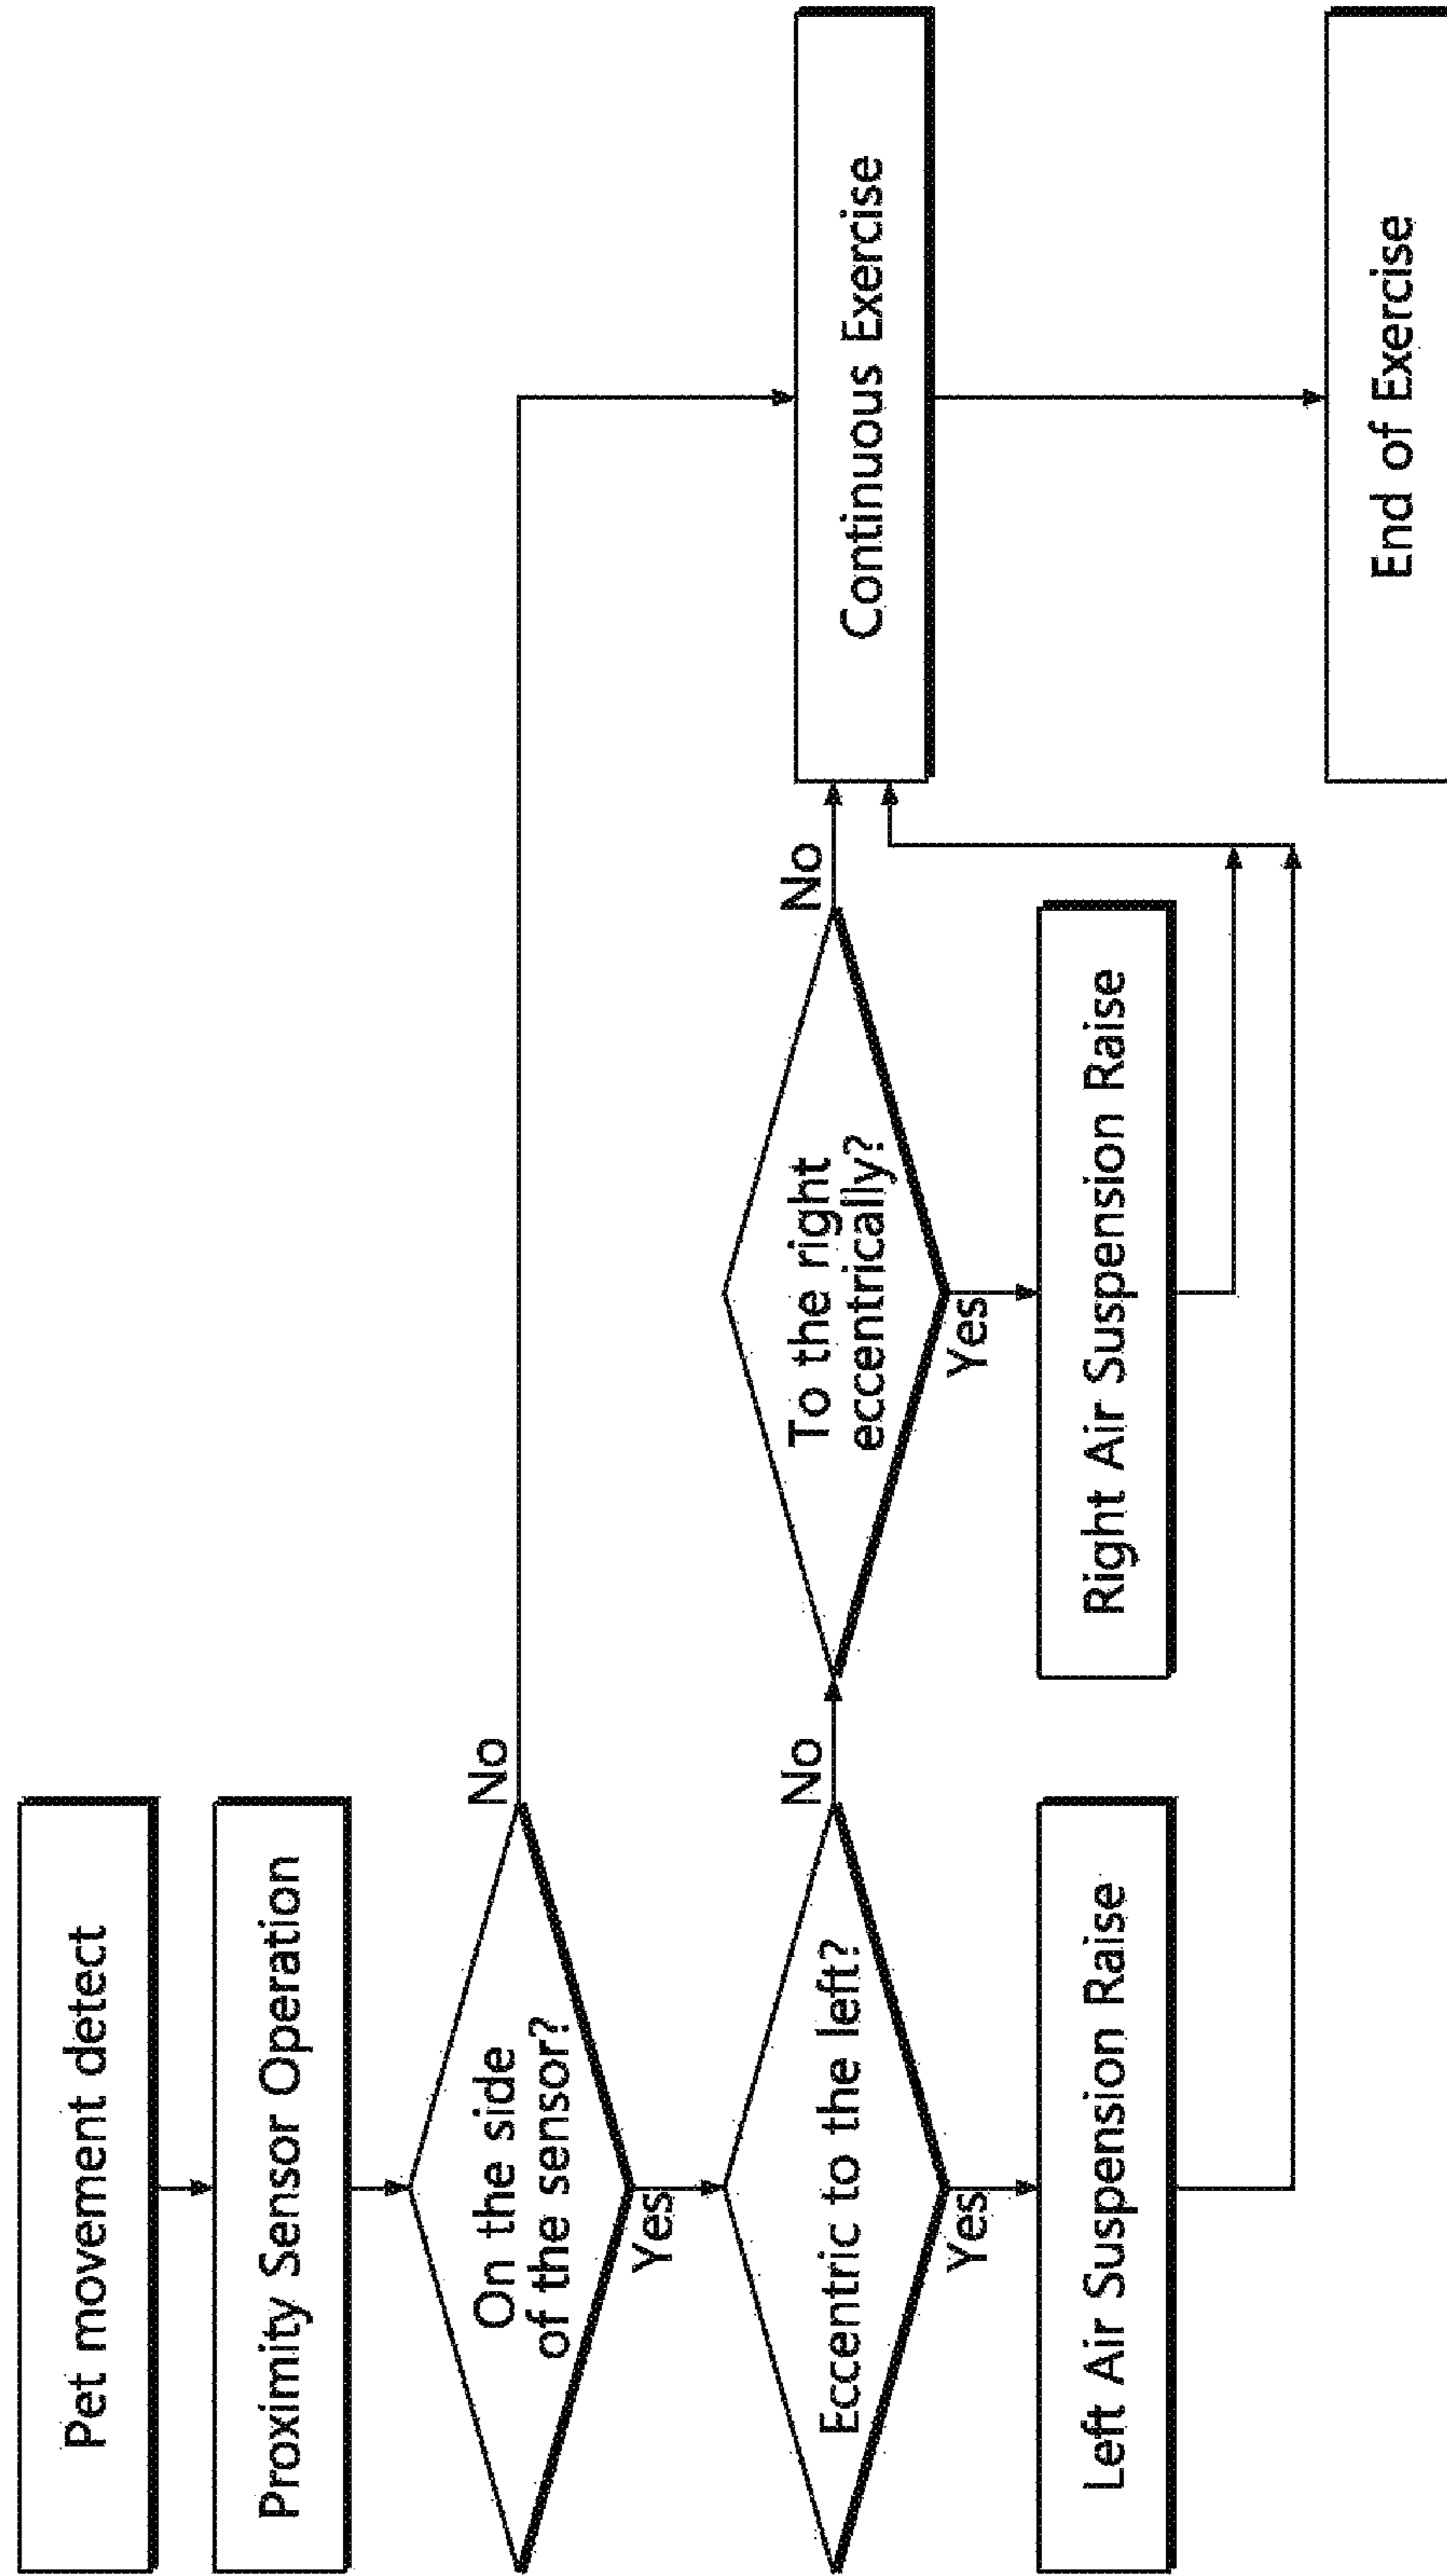 Pet movement detect
Proximity Sensor Operation
On the side
of the sensor?
No
Yes
Eccentric to the left?
No
Yes
To the right
eccentrically?
No
Yes
Continuous Exercise
Left Air Suspension Raise
Right Air Suspension Raise
End of Exercise